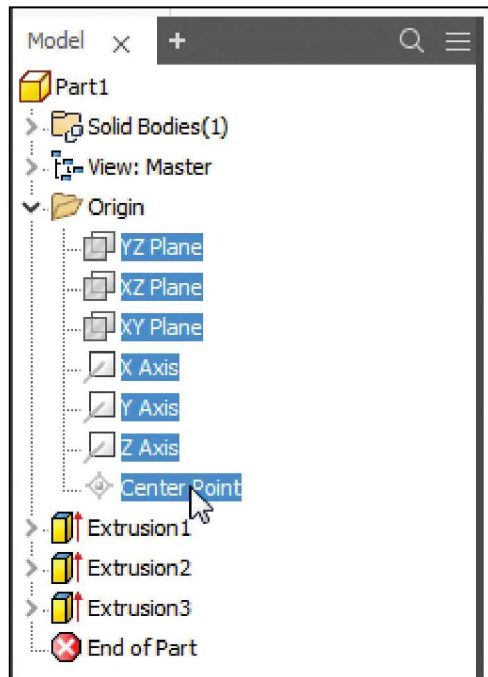 Model × +
Part1
Solid Bodies(1)
View: Master
Origin
YZ Plane
XZ Plane
XY Plane
X Axis
Y Axis
Z Axis
Center Point
Extrusion1
Extrusion2
Extrusion3
End of Part